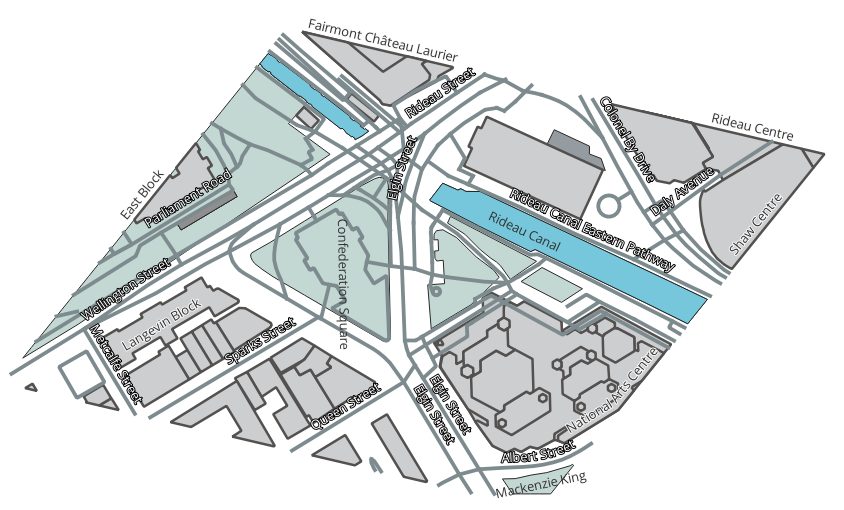 Fairmont Château Laurier
Rideau Street
Colonel By Drive
Rideau Centre
Elgin Street
East Block
Parliament Road
Daly Avenue
Rideau Canal Eastern Pathway
Rideau Canal
Shaw Centre
Confederation Square
Wellington Street
Langevin Block
Metcalfe Street
Sparks Street
Queen Street
Elgin Street
Elgin Street
National Arts Centre
Albert Street
Mackenzie King